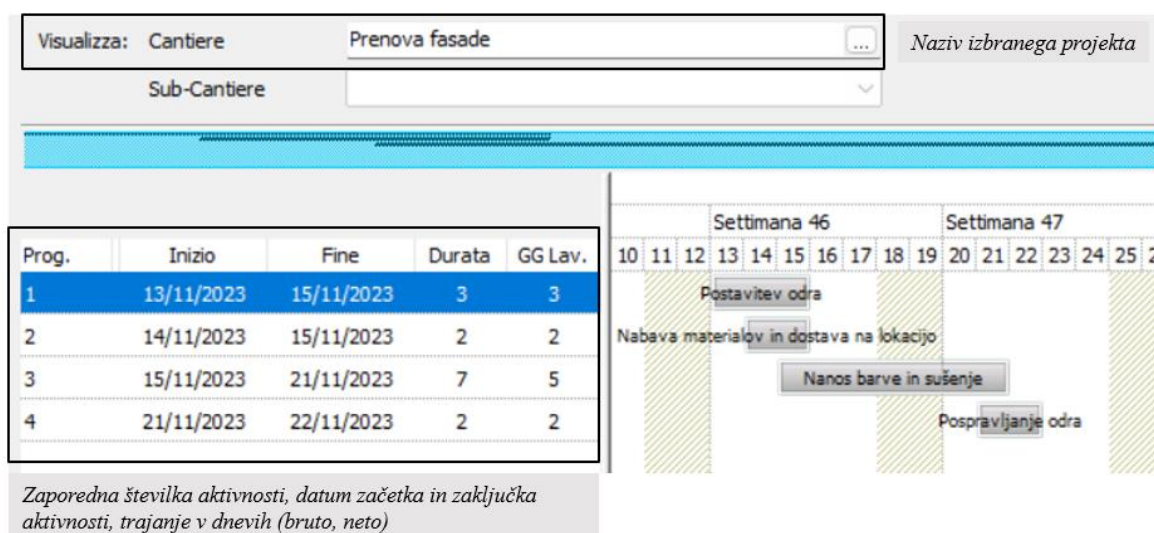 Visualizza: Cantiere Prenova fasade ... Naziv izbranega projekta
Sub-Cantiere
Settimana 46 Settimana 47
Prog. Inizio Fine Durata GG Lav. 10 11 12 13 14 15 16 17 18 19 20 21 22 23 24 25 2
1 13/11/2023 15/11/2023 3 3 Postavitev odra
2 14/11/2023 15/11/2023 2 2 Nabava materialov in dostava na lokacijo
3 15/11/2023 21/11/2023 7 5 Nanos barve in sušenje
4 21/11/2023 22/11/2023 2 2 Pospravljanje odra
Zaporedna številka aktivnosti, datum začetka in zaključka
aktivnosti, trajanje v dnevih (bruto, neto)